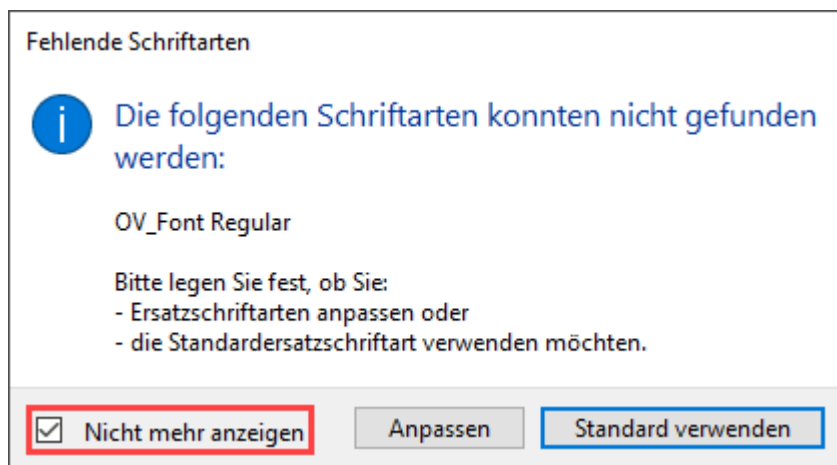 Fehlende Schriftarten
Die folgenden Schriftarten konnten nicht gefunden
werden:
OV_Font Regular
Bitte legen Sie fest, ob Sie:
- Ersatzschriftarten anpassen oder
- die Standardersatzschriftart verwenden möchten.
Nicht mehr anzeigen Anpassen Standard verwenden